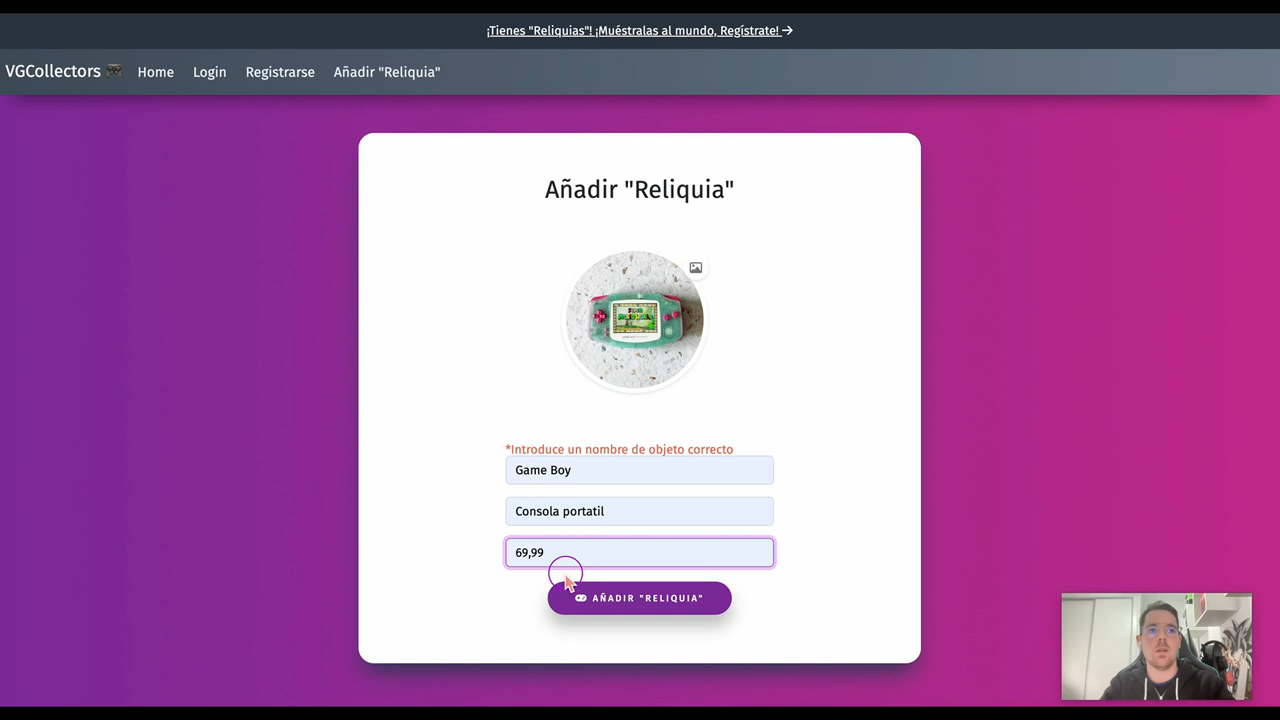 ¡Tienes "Reliquias"! ¡Muéstralas al mundo, Regístrate!
VGCollectors Home Login Registrarse Añadir "Reliquia"
Añadir "Reliquia"
*Introduce un nombre de objeto correcto
Game Boy
Consola portatil
69,99
AÑADIR "RELIQUIA"